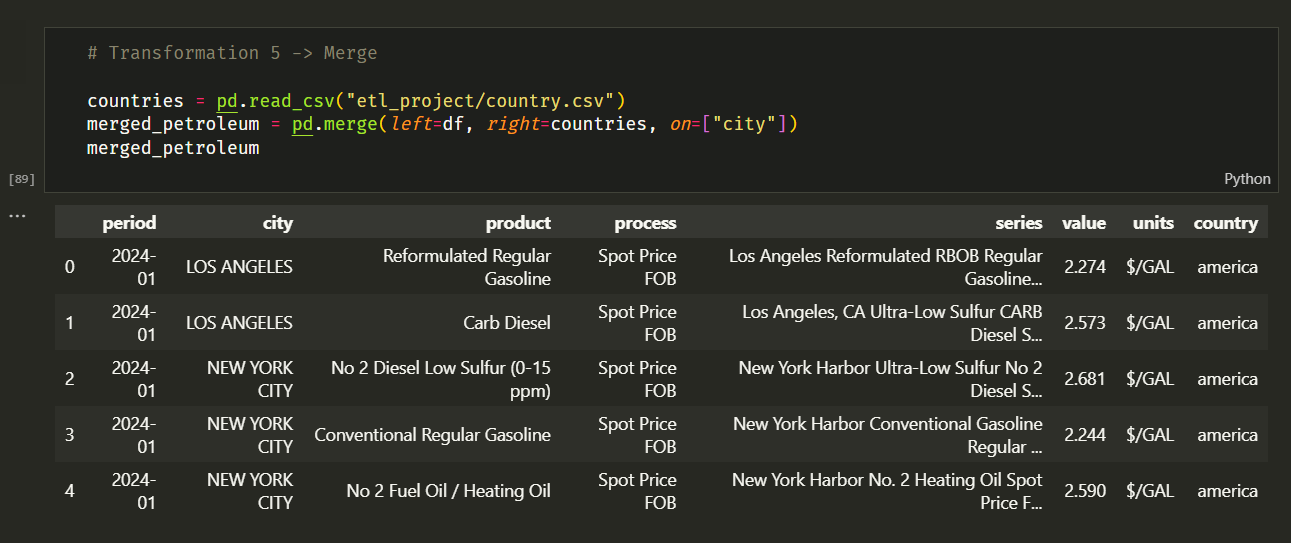 # Transformation 5 -> Merge
countries = pd.read_csv("etl_project/country.csv")
merged_petroleum = pd.merge(left=df, right=countries, on=["city"])
merged_petroleum
[89]
Python
...
period city product process series value units country
0 2024-01 LOS ANGELES Reformulated Regular Gasoline Spot Price FOB Los Angeles Reformulated RBOB Regular Gasoline... 2.274 $/GAL america
1 2024-01 LOS ANGELES Carb Diesel Spot Price FOB Los Angeles, CA Ultra-Low Sulfur CARB Diesel S... 2.573 $/GAL america
2 2024-01 NEW YORK CITY No 2 Diesel Low Sulfur (0-15 ppm) Spot Price FOB New York Harbor Ultra-Low Sulfur No 2 Diesel S... 2.681 $/GAL america
3 2024-01 NEW YORK CITY Conventional Regular Gasoline Spot Price FOB New York Harbor Conventional Gasoline Regular ... 2.244 $/GAL america
4 2024-01 NEW YORK CITY No 2 Fuel Oil / Heating Oil Spot Price FOB New York Harbor No. 2 Heating Oil Spot Price F... 2.590 $/GAL america